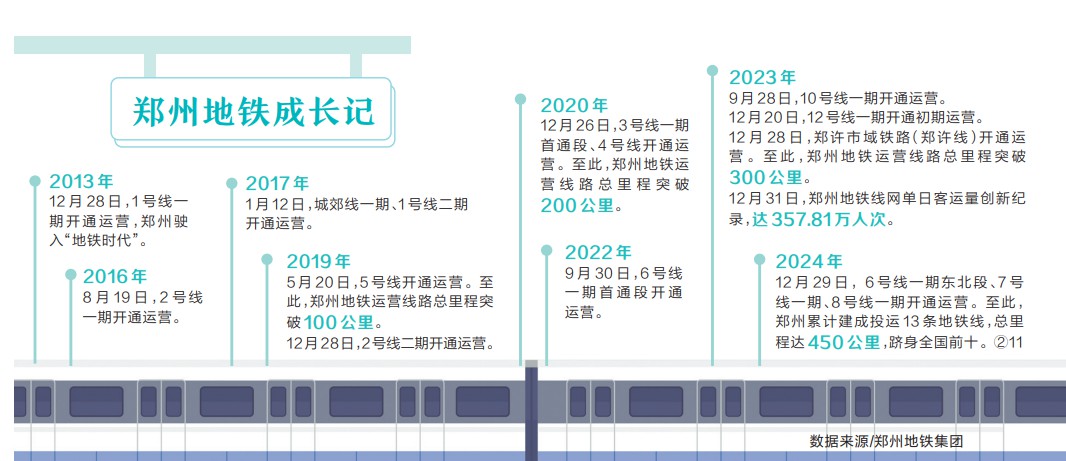 郑州地铁成长记
2013年
12月28日,1号线一
期开通运营,郑州驶
入“地铁时代”。
2016年
8月19日,2号线
一期开通运营。
2017年
1月12日,城郊线一期、1号线二期
开通运营。
2019年
5月20日,5号线开通运营。至
此,郑州地铁运营线路总里程突
破100公里。
12月28日,2号线二期开通运营。
2020年
12月26日,3号线一期
首通段、4号线开通运
营。至此,郑州地铁运
营线路总里程突破
200公里。
2022年
9月30日,6号线
一期首通段开通
运营。
2023年
9月28日,10号线一期开通运营。
12月20日,12号线一期开通初期运营。
12月28日,郑许市域铁路(郑许线)开通运
营。至此,郑州地铁运营线路总里程突破
300公里。
12月31日,郑州地铁线网单日客运量创新纪
录,达357.81万人次。
2024年
12月29日,6号线一期东北段、7号
线一期、8号线一期开通运营。至此,
郑州累计建成投运13条地铁线,总里
程达450公里,跻身全国前十。②11
数据来源/郑州地铁集团